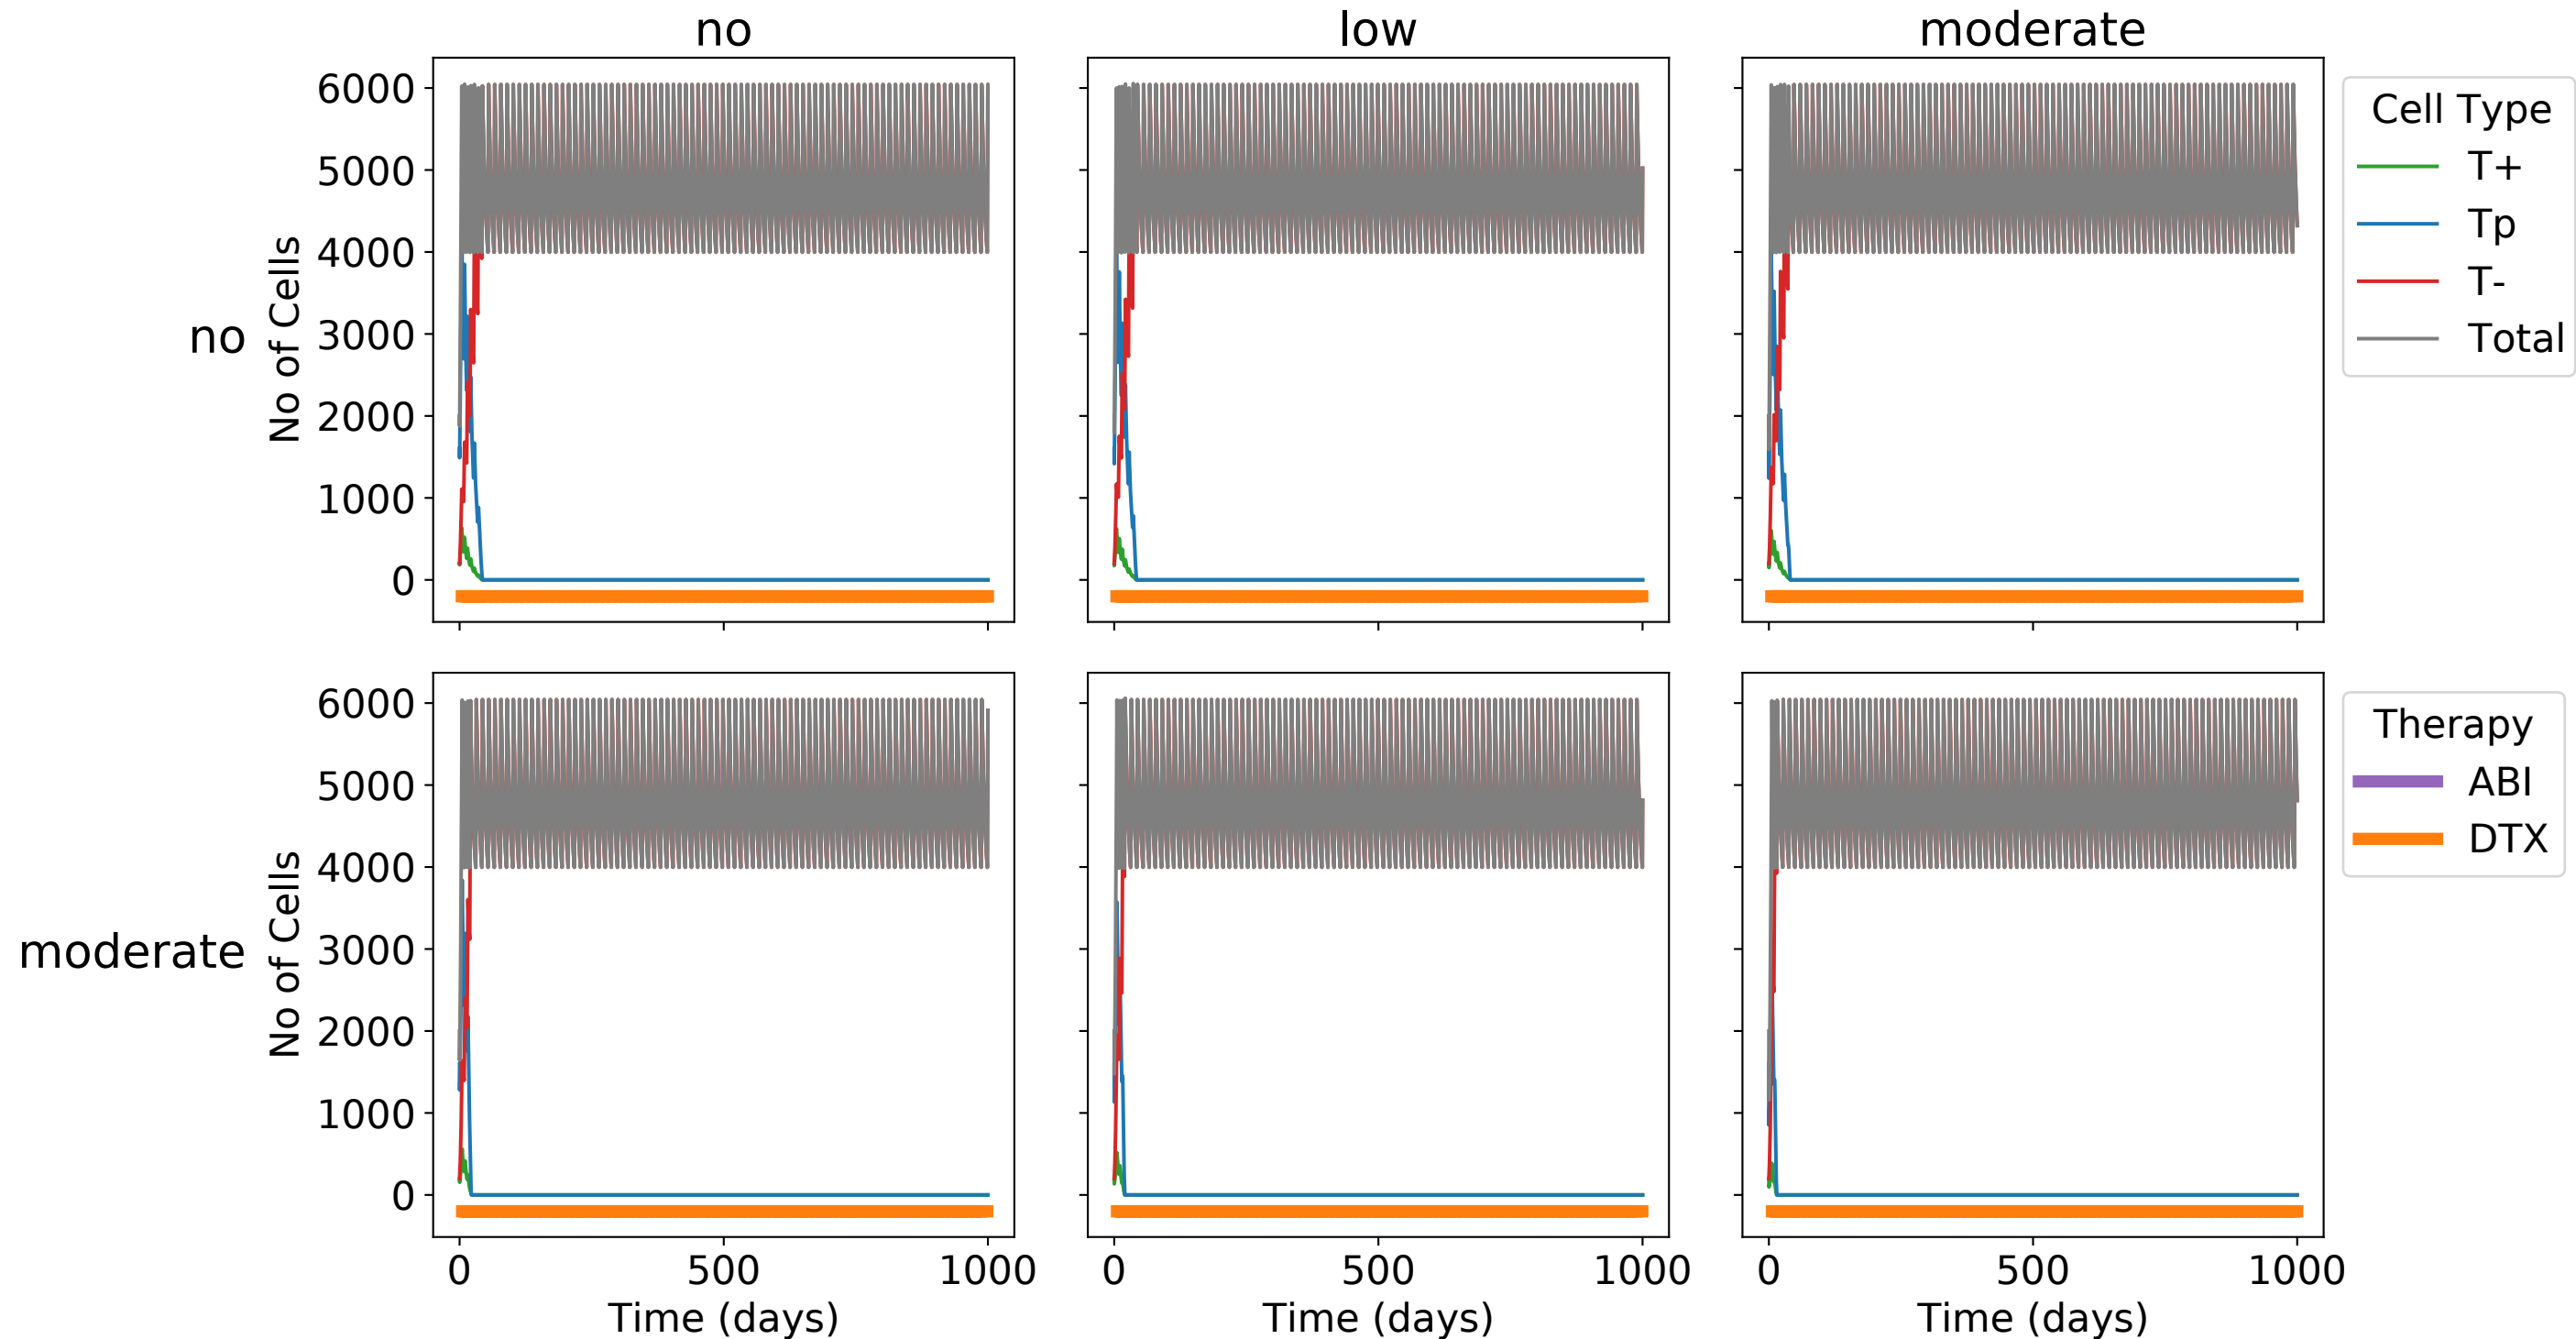 no
low
moderate
no
No of Cells
6000
5000
4000
3000
2000
1000
0
Cell Type
T+
Tp
T-
Total
moderate
No of Cells
6000
5000
4000
3000
2000
1000
0
Therapy
ABI
DTX
0 500 1000
0 500 1000
0 500 1000
Time (days)
Time (days)
Time (days)